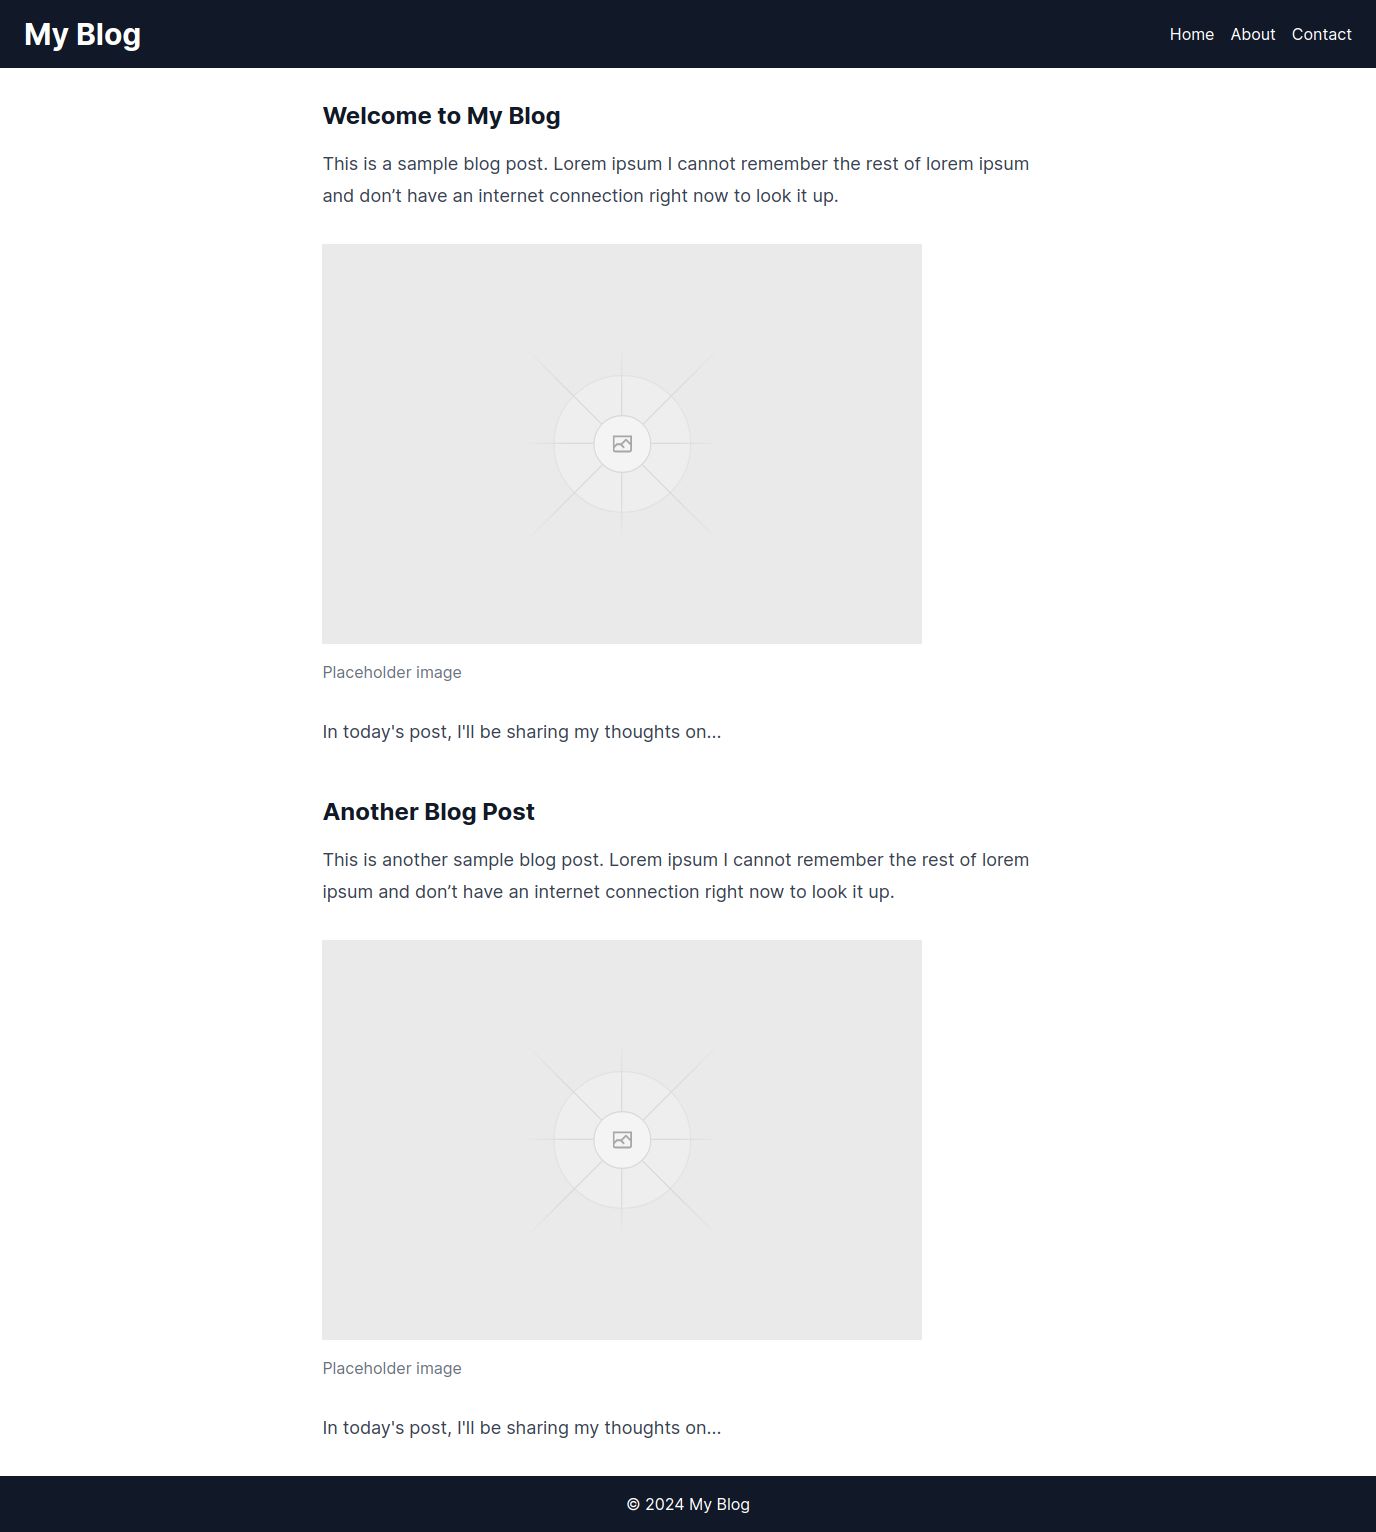 My Blog
Home About Contact
Welcome to My Blog
This is a sample blog post. Lorem ipsum I cannot remember the rest of lorem ipsum
and don’t have an internet connection right now to look it up.
Placeholder image
In today's post, I'll be sharing my thoughts on...
Another Blog Post
This is another sample blog post. Lorem ipsum I cannot remember the rest of lorem
ipsum and don’t have an internet connection right now to look it up.
Placeholder image
In today's post, I'll be sharing my thoughts on...
© 2024 My Blog